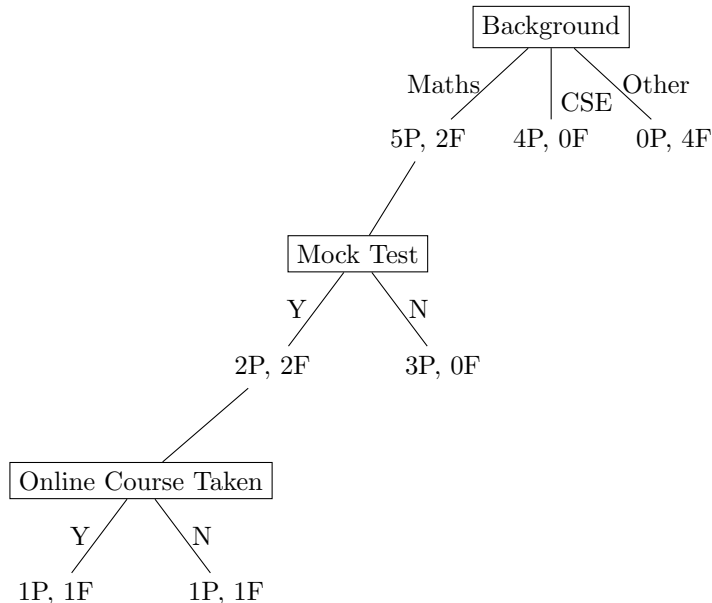 Background
Maths
CSE
Other
5P, 2F
4P, 0F
0P, 4F
Mock Test
Y
N
2P, 2F
3P, 0F
Online Course Taken
Y
N
1P, 1F
1P, 1F